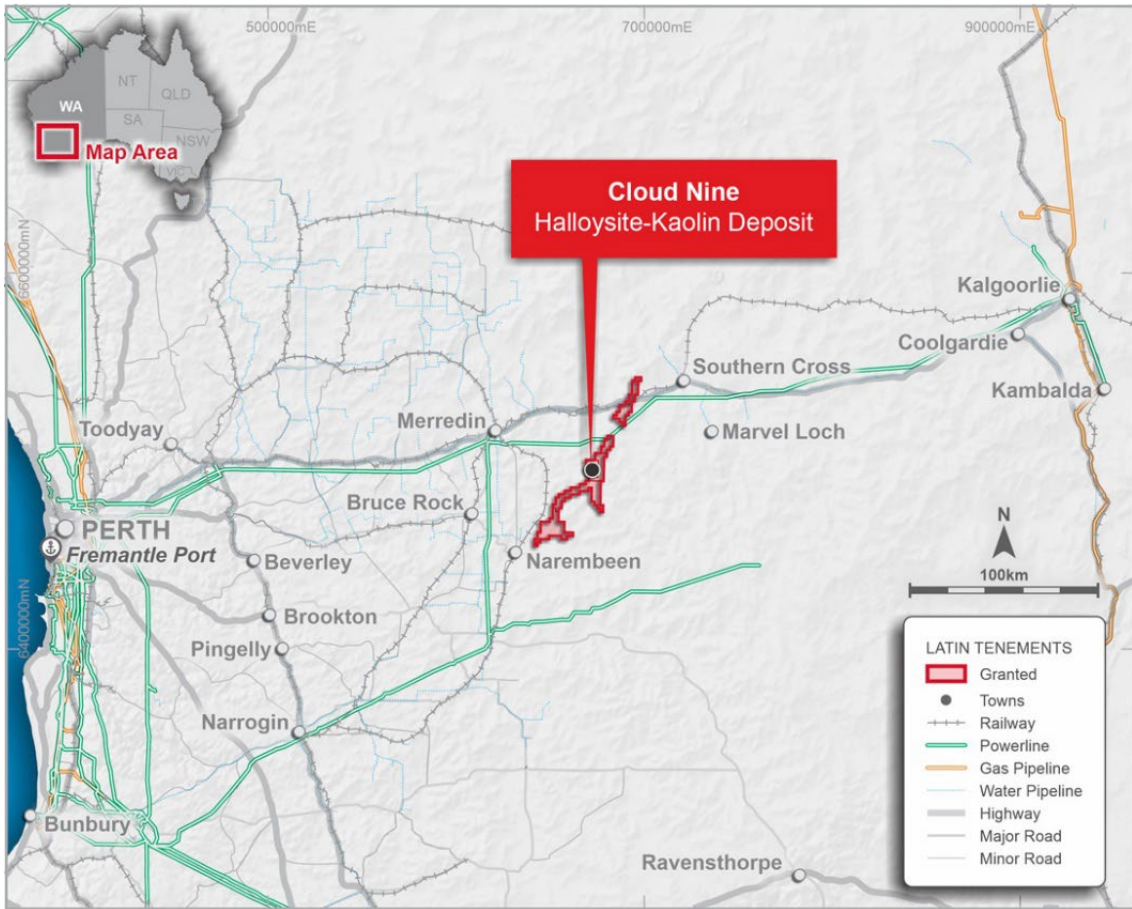 500000mE
700000mE
900000mE
NT
QLD
WA
SA
NSW
VIC
Map Area
Cloud Nine
Halloysite-Kaolin Deposit
6600000mN
Kalgoorlie
Coolgardie
Southern Cross
Kambalda
Merredin
Toodyay
Marvel Loch
Bruce Rock
PERTH
Fremantle Port
Beverley
Narembeen
N
100km
Brookton
6400000mN
Pingelly
Narrogin
Bunbury
Ravensthorpe
LATIN TENEMENTS
Granted
Towns
Railway
Powerline
Gas Pipeline
Water Pipeline
Highway
Major Road
Minor Road